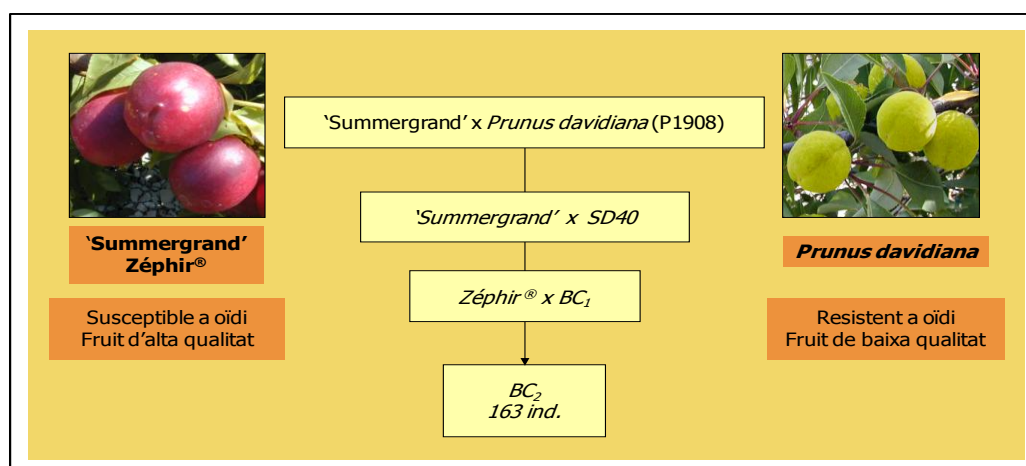 'Summergrand' x Prunus davidiana (P1908)
'Summergrand' x SD40
Zéphir® x BC₁
BC₂
163 ind.
'Summergrand'
Zéphir®
Susceptible a oïdi
Fruit d'alta qualitat
Prunus davidiana
Resistent a oïdi
Fruit de baixa qualitat